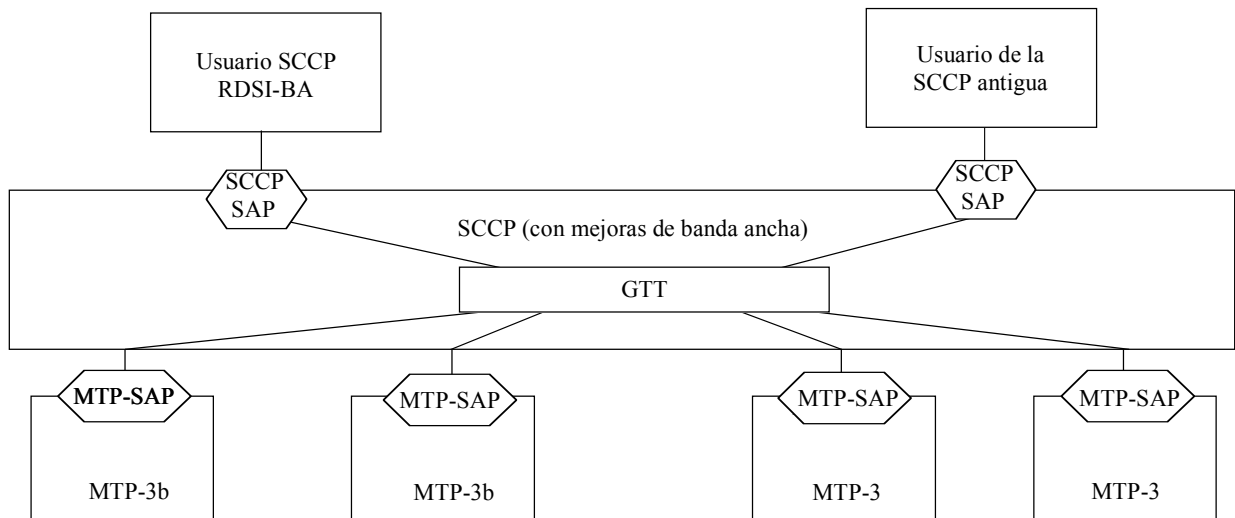 Usuario SCCP
RDSI-BA
Usuario de la
SCCP antigua
SCCP
SAP
SCCP
SAP
SCCP (con mejoras de banda ancha)
GTT
MTP-SAP
MTP-SAP
MTP-SAP
MTP-SAP
MTP-3b
MTP-3b
MTP-3
MTP-3